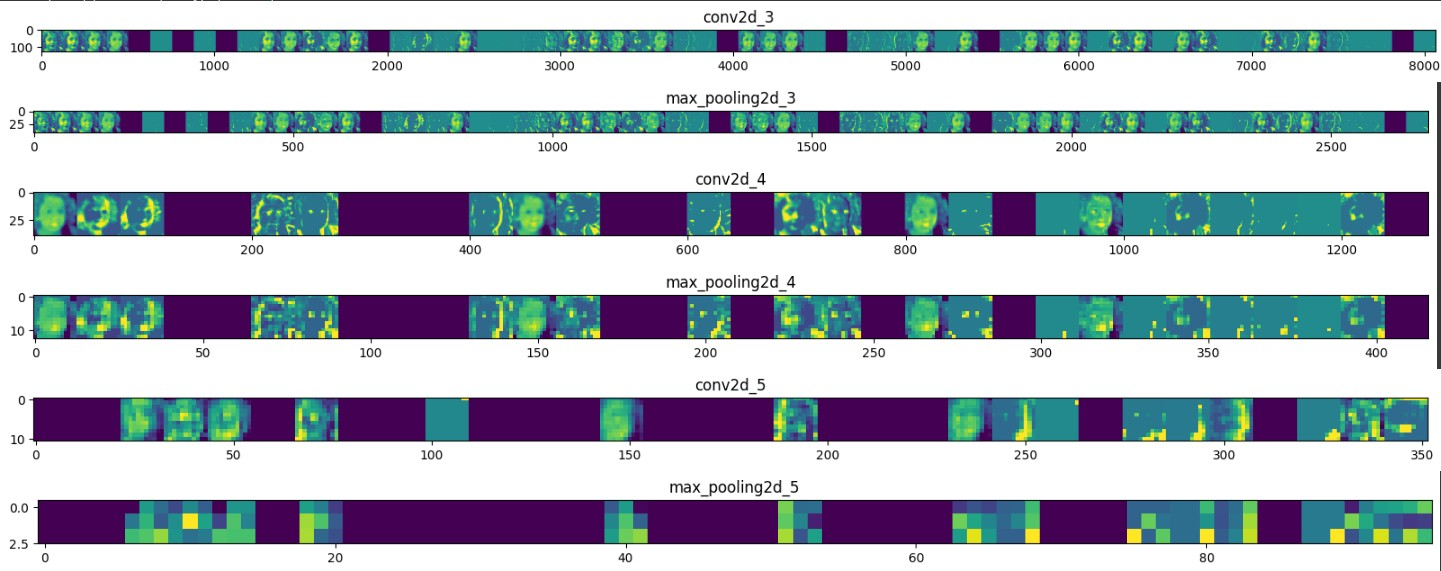 conv2d_3
0
100
0 1000 2000 3000 4000 5000 6000 7000 8000
max_pooling2d_3
0
25
0 500 1000 1500 2000 2500
conv2d_4
0
25
0 200 400 600 800 1000 1200
max_pooling2d_4
0
10
0 50 100 150 200 250 300 350 400
conv2d_5
0
10
0 50 100 150 200 250 300 350
max_pooling2d_5
0.0
2.5
0 20 40 60 80